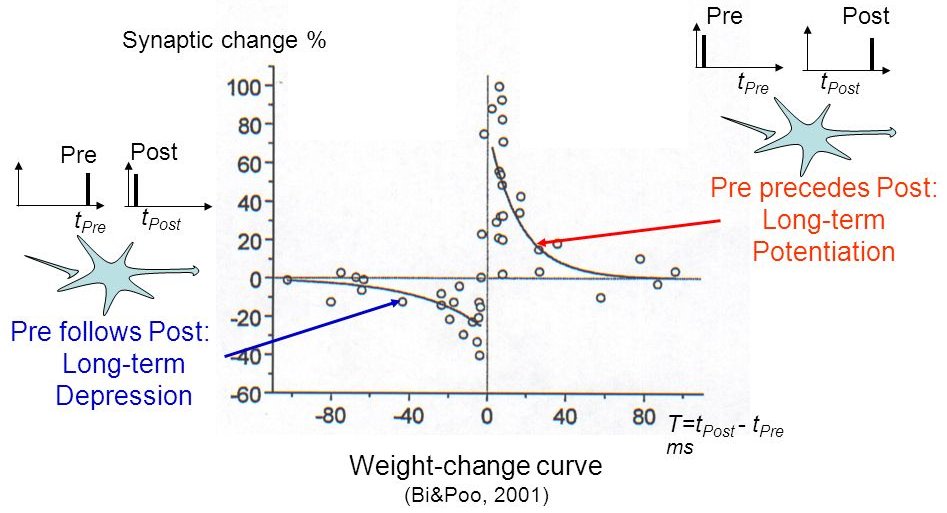 Synaptic change %
Pre Post
t_Pre t_Post
Pre precedes Post:
Long-term
Potentiation
Pre Post
t_Pre t_Post
Pre follows Post:
Long-term
Depression
100
80
60
40
20
0
-20
-40
-60
-80 -40 0 40 80
T=t_Post - t_Pre
ms
Weight-change curve
(Bi&Poo, 2001)